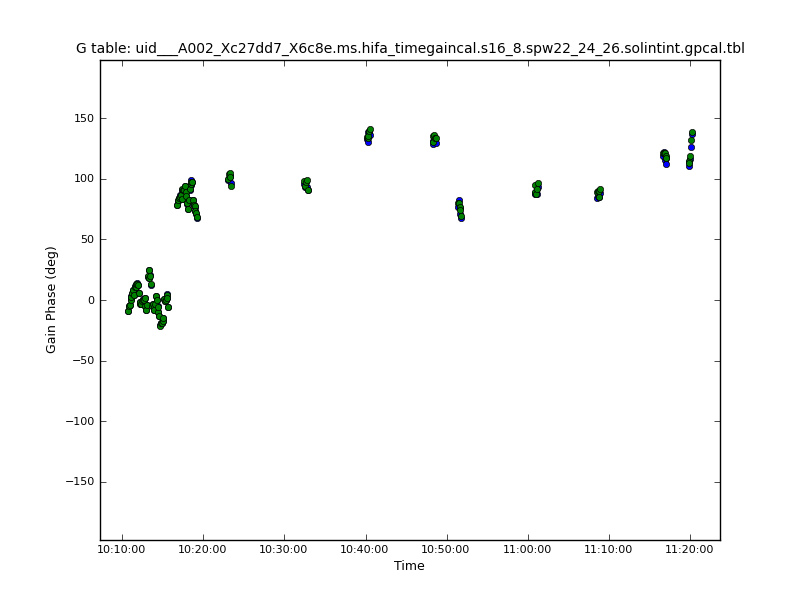 G table: uid___A002_Xc27dd7_X6c8e.ms.hifa_timegaincal.s16_8.spw22_24_26.solintint.gpcal.tbl
150
100
50
0
−50
−100
−150
Gain Phase (deg)
10:10:00 10:20:00 10:30:00 10:40:00 10:50:00 11:00:00 11:10:00 11:20:00
Time